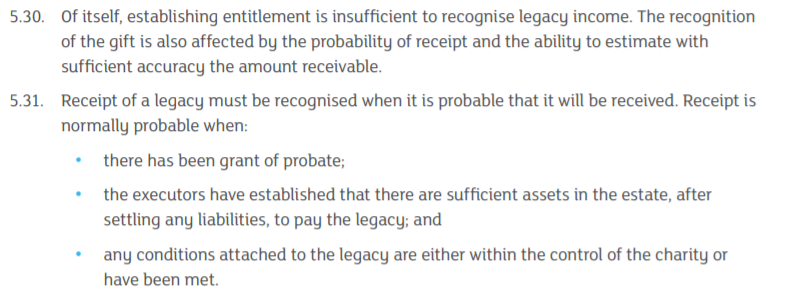 5.30. Of itself, establishing entitlement is insufficient to recognise legacy income. The recognition
of the gift is also affected by the probability of receipt and the ability to estimate with
sufficient accuracy the amount receivable.
5.31. Receipt of a legacy must be recognised when it is probable that it will be received. Receipt is
normally probable when:
• there has been grant of probate;
• the executors have established that there are sufficient assets in the estate, after
settling any liabilities, to pay the legacy; and
• any conditions attached to the legacy are either within the control of the charity or
have been met.